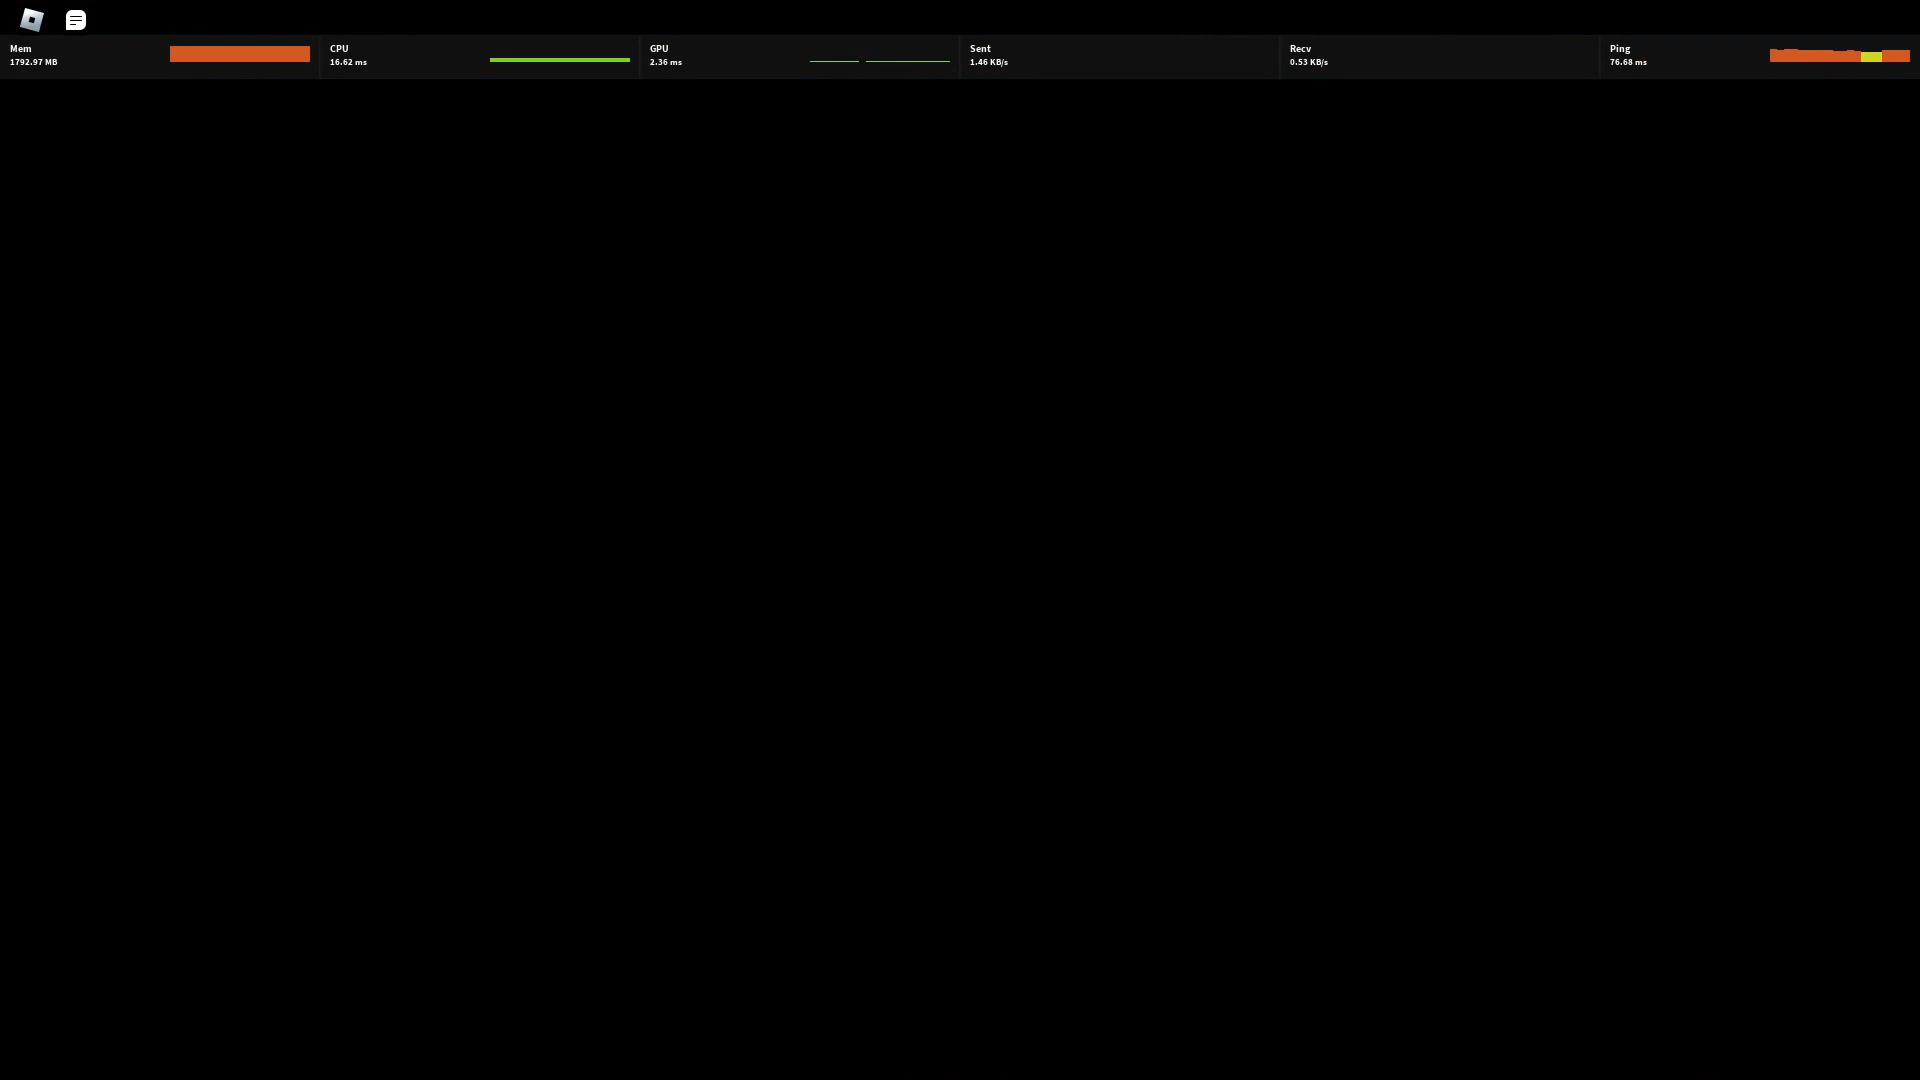 Mem
1792.97 MB
CPU
16.62 ms
GPU
2.36 ms
Sent
1.46 KB/s
Recv
0.53 KB/s
Ping
76.68 ms